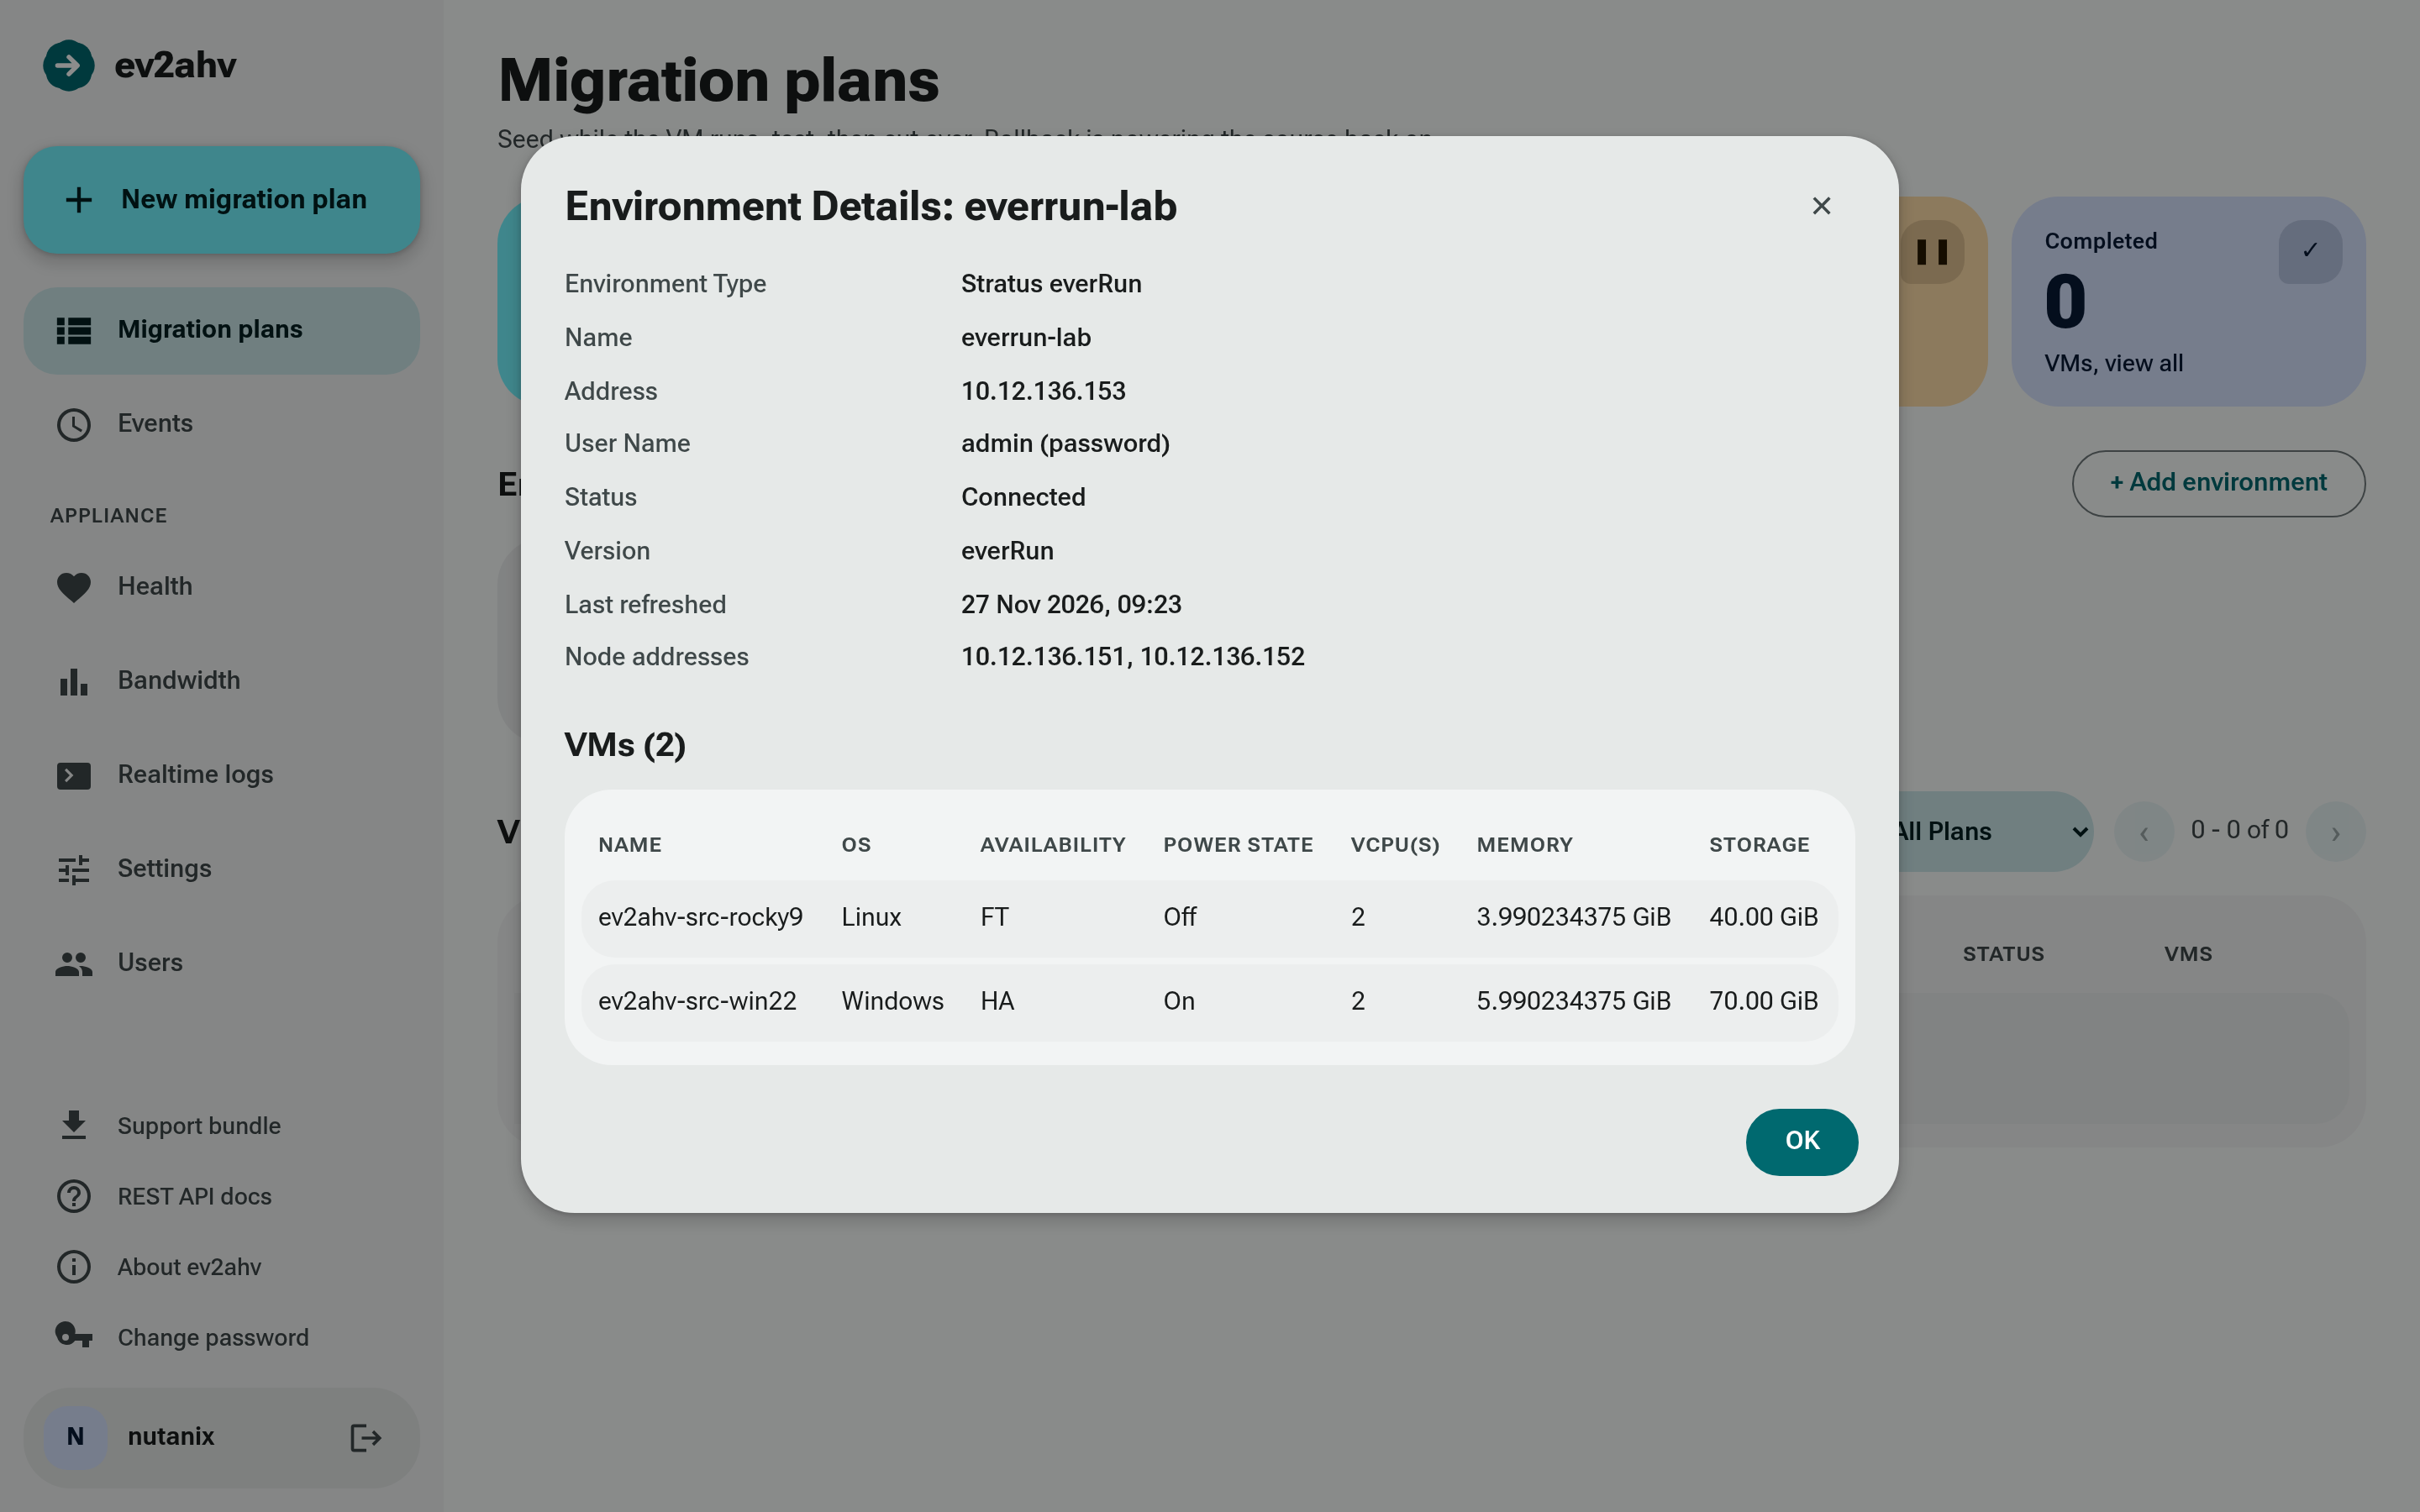 ev2ahv
New migration plan
Migration plans
Events
APPLIANCE
Health
Bandwidth
Realtime logs
Settings
Users
Support bundle
REST API docs
About ev2ahv
Change password
N nutanix
Migration plans
Completed
0
VMs, view all
+ Add environment
All Plans
0 - 0 of 0
STATUS VMS
Environment Details: everrun-lab
Environment Type Stratus everRun
Name everrun-lab
Address 10.12.136.153
User Name admin (password)
Status Connected
Version everRun
Last refreshed 27 Nov 2026, 09:23
Node addresses 10.12.136.151, 10.12.136.152
VMs (2)
NAME OS AVAILABILITY POWER STATE VCPU(S) MEMORY STORAGE
ev2ahv-src-rocky9 Linux FT Off 2 3.990234375 GiB 40.00 GiB
ev2ahv-src-win22 Windows HA On 2 5.990234375 GiB 70.00 GiB
OK